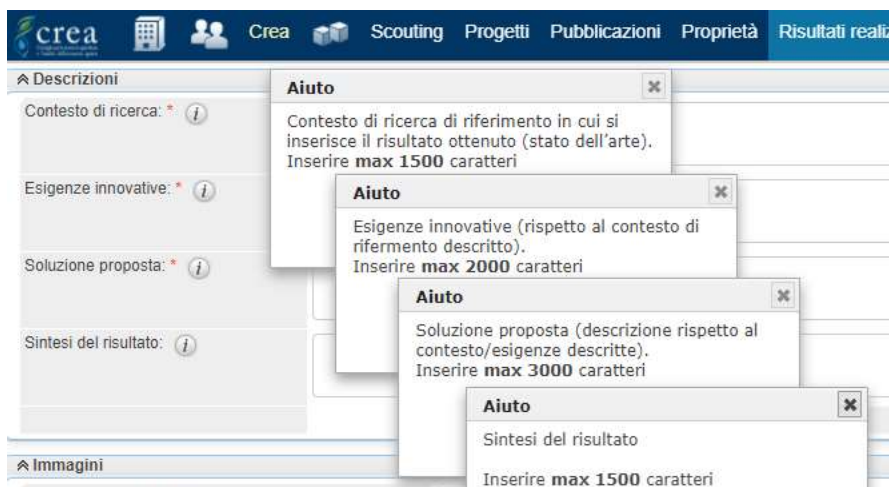 crea
Crea
Scouting
Progetti
Pubblicazioni
Proprietà
Risultati realiz
Descrizioni
Contesto di ricerca: *
Aiuto
Contesto di ricerca di riferimento in cui si
inserisce il risultato ottenuto (stato dell'arte).
Inserire max 1500 caratteri
Esigenze innovative: *
Aiuto
Esigenze innovative (rispetto al contesto di
rifermento descritto).
Inserire max 2000 caratteri
Soluzione proposta: *
Aiuto
Soluzione proposta (descrizione rispetto al
contesto/esigenze descritte).
Inserire max 3000 caratteri
Sintesi del risultato:
Aiuto
Sintesi del risultato
Inserire max 1500 caratteri
Immagini